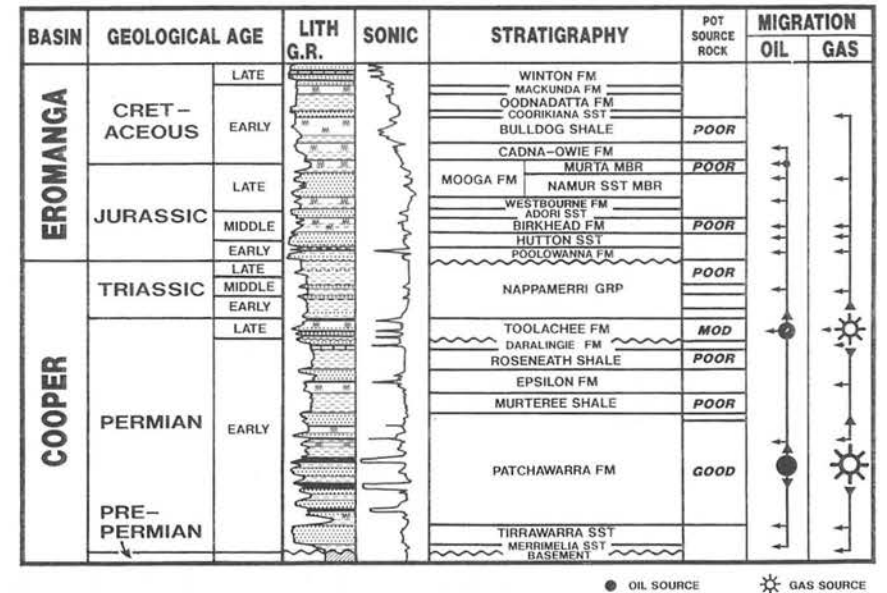 BASIN GEOLOGICAL AGE LITH G.R. SONIC STRATIGRAPHY POT SOURCE ROCK MIGRATION OIL GAS
EROMANGA
CRET-ACEOUS
LATE
EARLY
JURASSIC
LATE
MIDDLE
EARLY
COOPER
TRIASSIC
LATE
MIDDLE
EARLY
PERMIAN
LATE
EARLY
PRE-PERMIAN
WINTON FM
MACKUNDA FM
OODNADATTA FM
COORIKIANA SST
BULLDOG SHALE POOR
CADNA-OWIE FM
MOOGA FM
MURTA MBR POOR
NAMUR SST MBR
WESTBOURNE FM
ADORI SST
BIRKHEAD FM POOR
HUTTON SST
POOLOWANNA FM
NAPPAMERRI GRP POOR
TOOLACHEE FM MOD
DARALINGIE FM
ROSENEATH SHALE POOR
EPSILON FM
MURTEREE SHALE POOR
PATCHAWARRA FM GOOD
TIRRAWARRA SST
MERRIMELIA SST
BASEMENT
OIL SOURCE GAS SOURCE